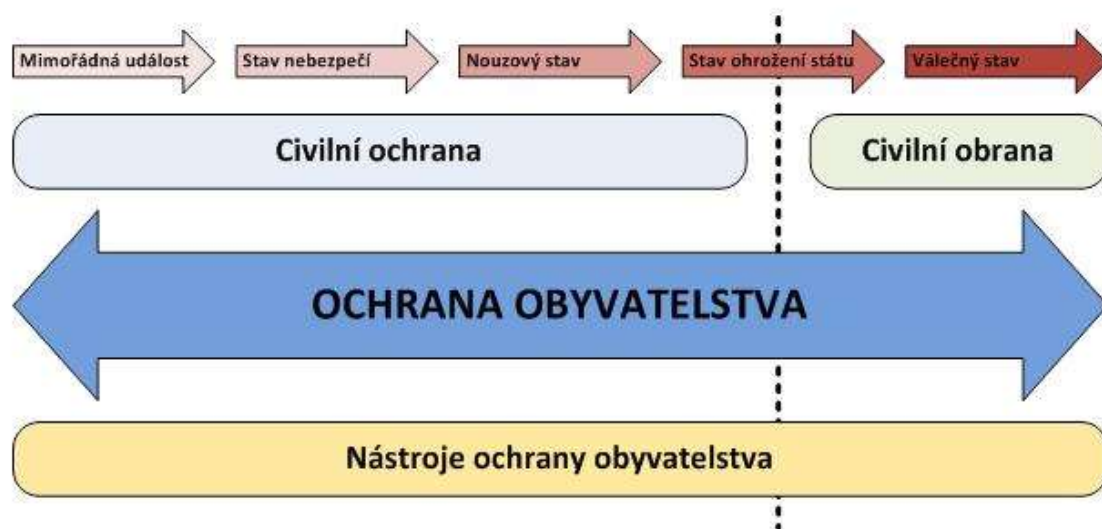 Mimořádná událost
Stav nebezpečí
Nouzový stav
Stav ohrožení státu
Válečný stav
Civilní ochrana
Civilní obrana
OCHRANA OBYVATELSTVA
Nástroje ochrany obyvatelstva